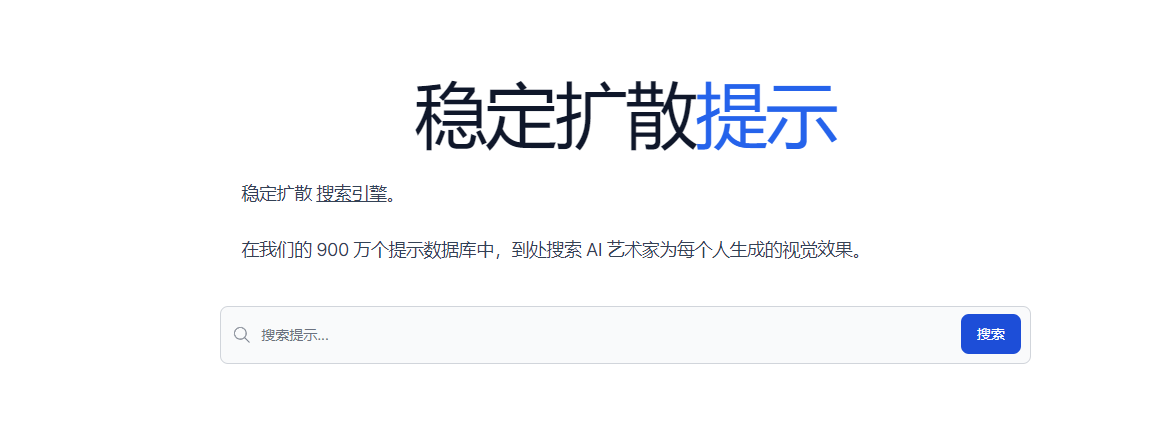 稳定扩散提示
稳定扩散 搜索引擎。
在我们的 900 万个提示数据库中，到处搜索 AI 艺术家为每个人生成的视觉效果。
搜索提示...
搜索